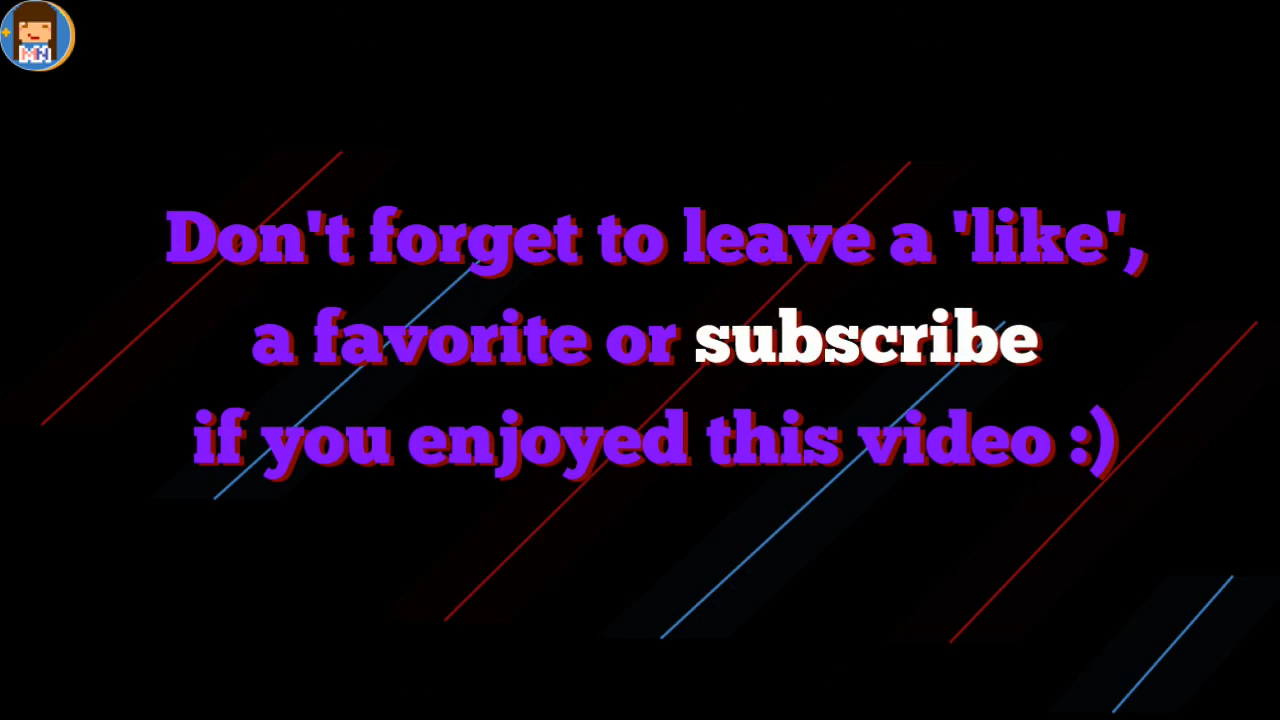 Don't forget to leave a 'like',
a favorite or subscribe
if you enjoyed this video :)